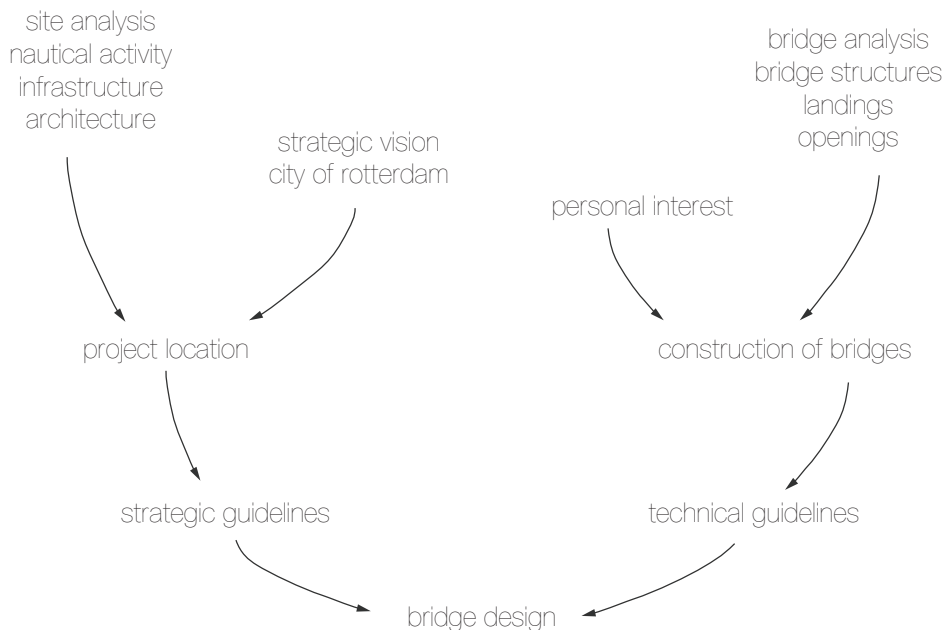 site analysis
nautical activity
infrastructure
architecture
strategic vision
city of rotterdam
bridge analysis
bridge structures
landings
openings
personal interest
project location
construction of bridges
strategic guidelines
technical guidelines
bridge design